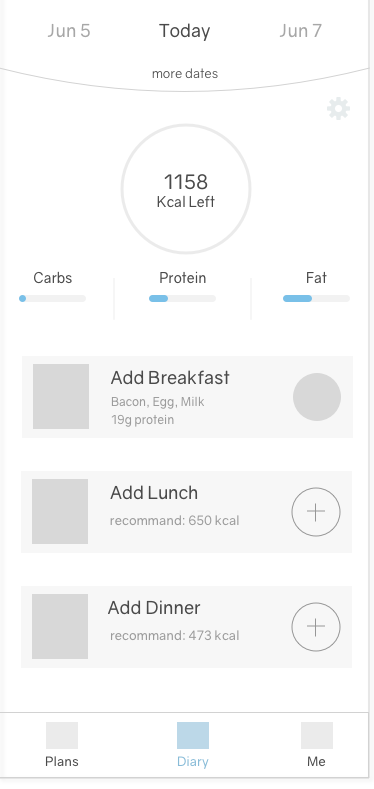 Jun 5
Today
Jun 7
more dates
1158
Kcal Left
Carbs
Protein
Fat
Add Breakfast
Bacon, Egg, Milk
19g protein
Add Lunch
recommand: 650 kcal
Add Dinner
recommand: 473 kcal
Plans
Diary
Me